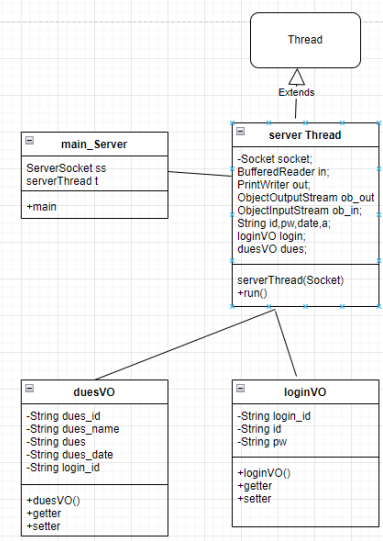 Thread
Extends
main_Server
ServerSocket ss
serverThread t
+main
server Thread
-Socket socket;
BufferedReader in;
PrintWriter out;
ObjectOutputStream ob_out
ObjectInputStream ob_in;
String id,pw,date,a;
loginVO login;
duesVO dues;
serverThread(Socket)
+run()
duesVO
-String dues_id
-String dues_name
-String dues
-String dues_date
-String login_id
+duesVO()
+getter
+setter
loginVO
-String login_id
-String id
-String pw
+loginVO()
+getter
+setter